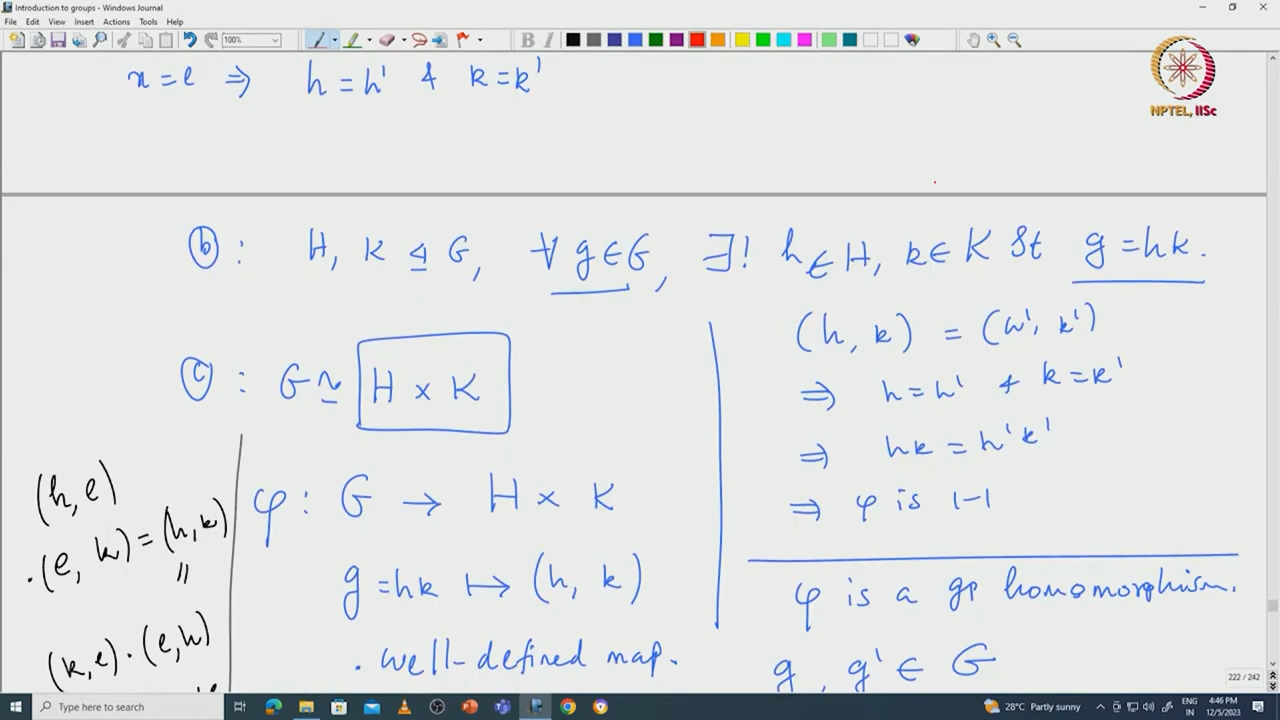 Introduction to groups - Windows Journal
File Edit View Insert Actions Tools Help
100%
NPTEL, IISc
x = e ⇒ h = h' & k = k'
ⓑ : H, K ⊴ G, ∀ g ∈ G, ∃! h ∈ H, k ∈ K st g = hk.
(h, k) = (h', k')
⇒ h = h' & k = k'
⇒ hk = h'k'
⇒ φ is 1-1
ⓒ : G ≃ H × K
φ : G → H × K
g = hk ↦ (h, k)
. well-defined map.
(h, e)
.(e, k) = (h, k)
||
(k, e) . (e, h)
φ is a gp homomorphism.
g, g' ∈ G
222 / 242
Type here to search
28°C Partly sunny
ENG
IN
4:46 PM
12/5/2023